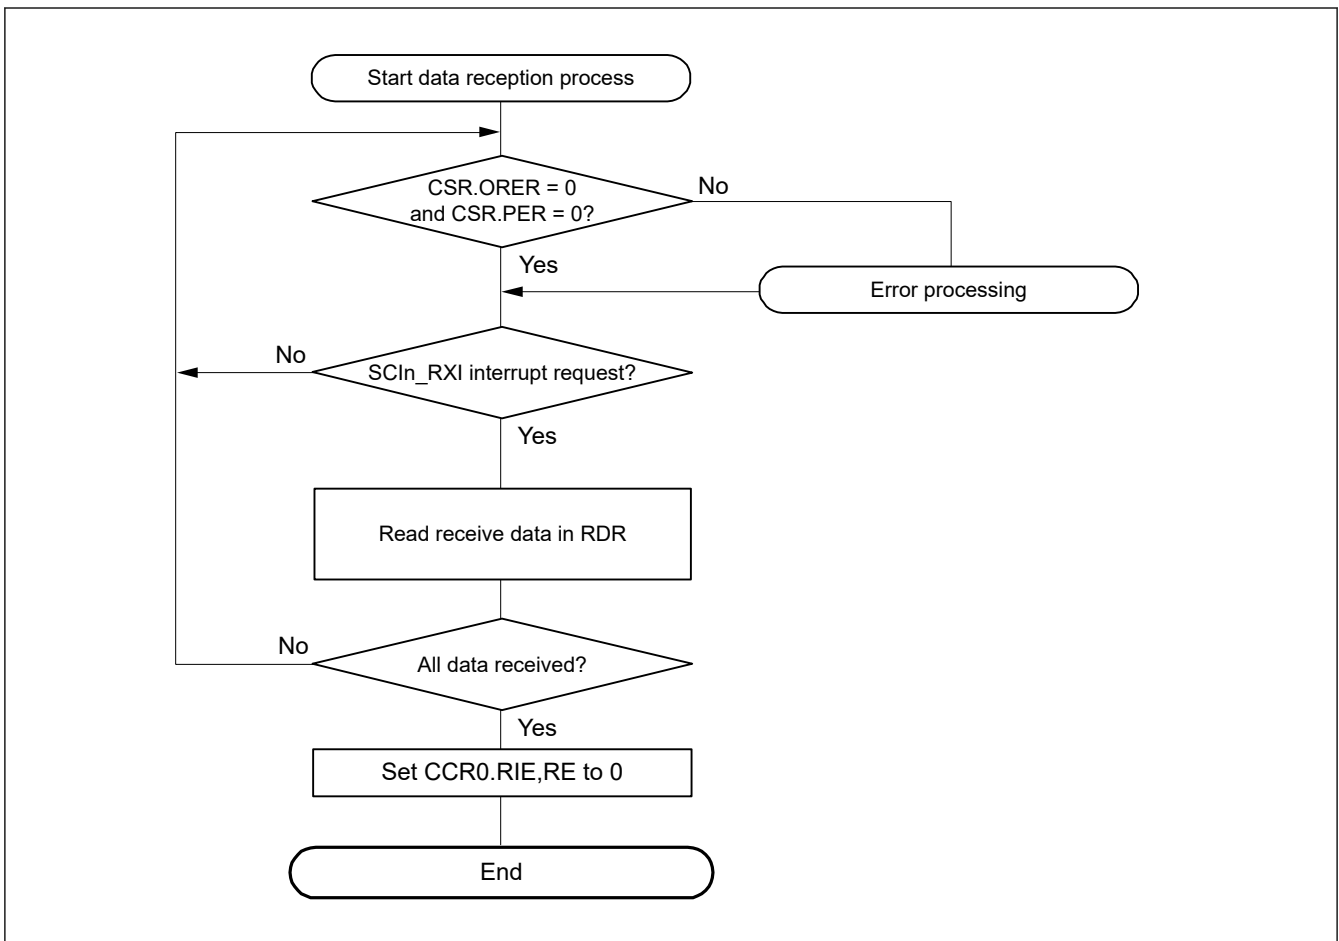 Start data reception process
CSR.ORER = 0
and CSR.PER = 0?
No
Yes
Error processing
No
SCIn_RXI interrupt request?
Yes
Read receive data in RDR
No
All data received?
Yes
Set CCR0.RIE,RE to 0
End